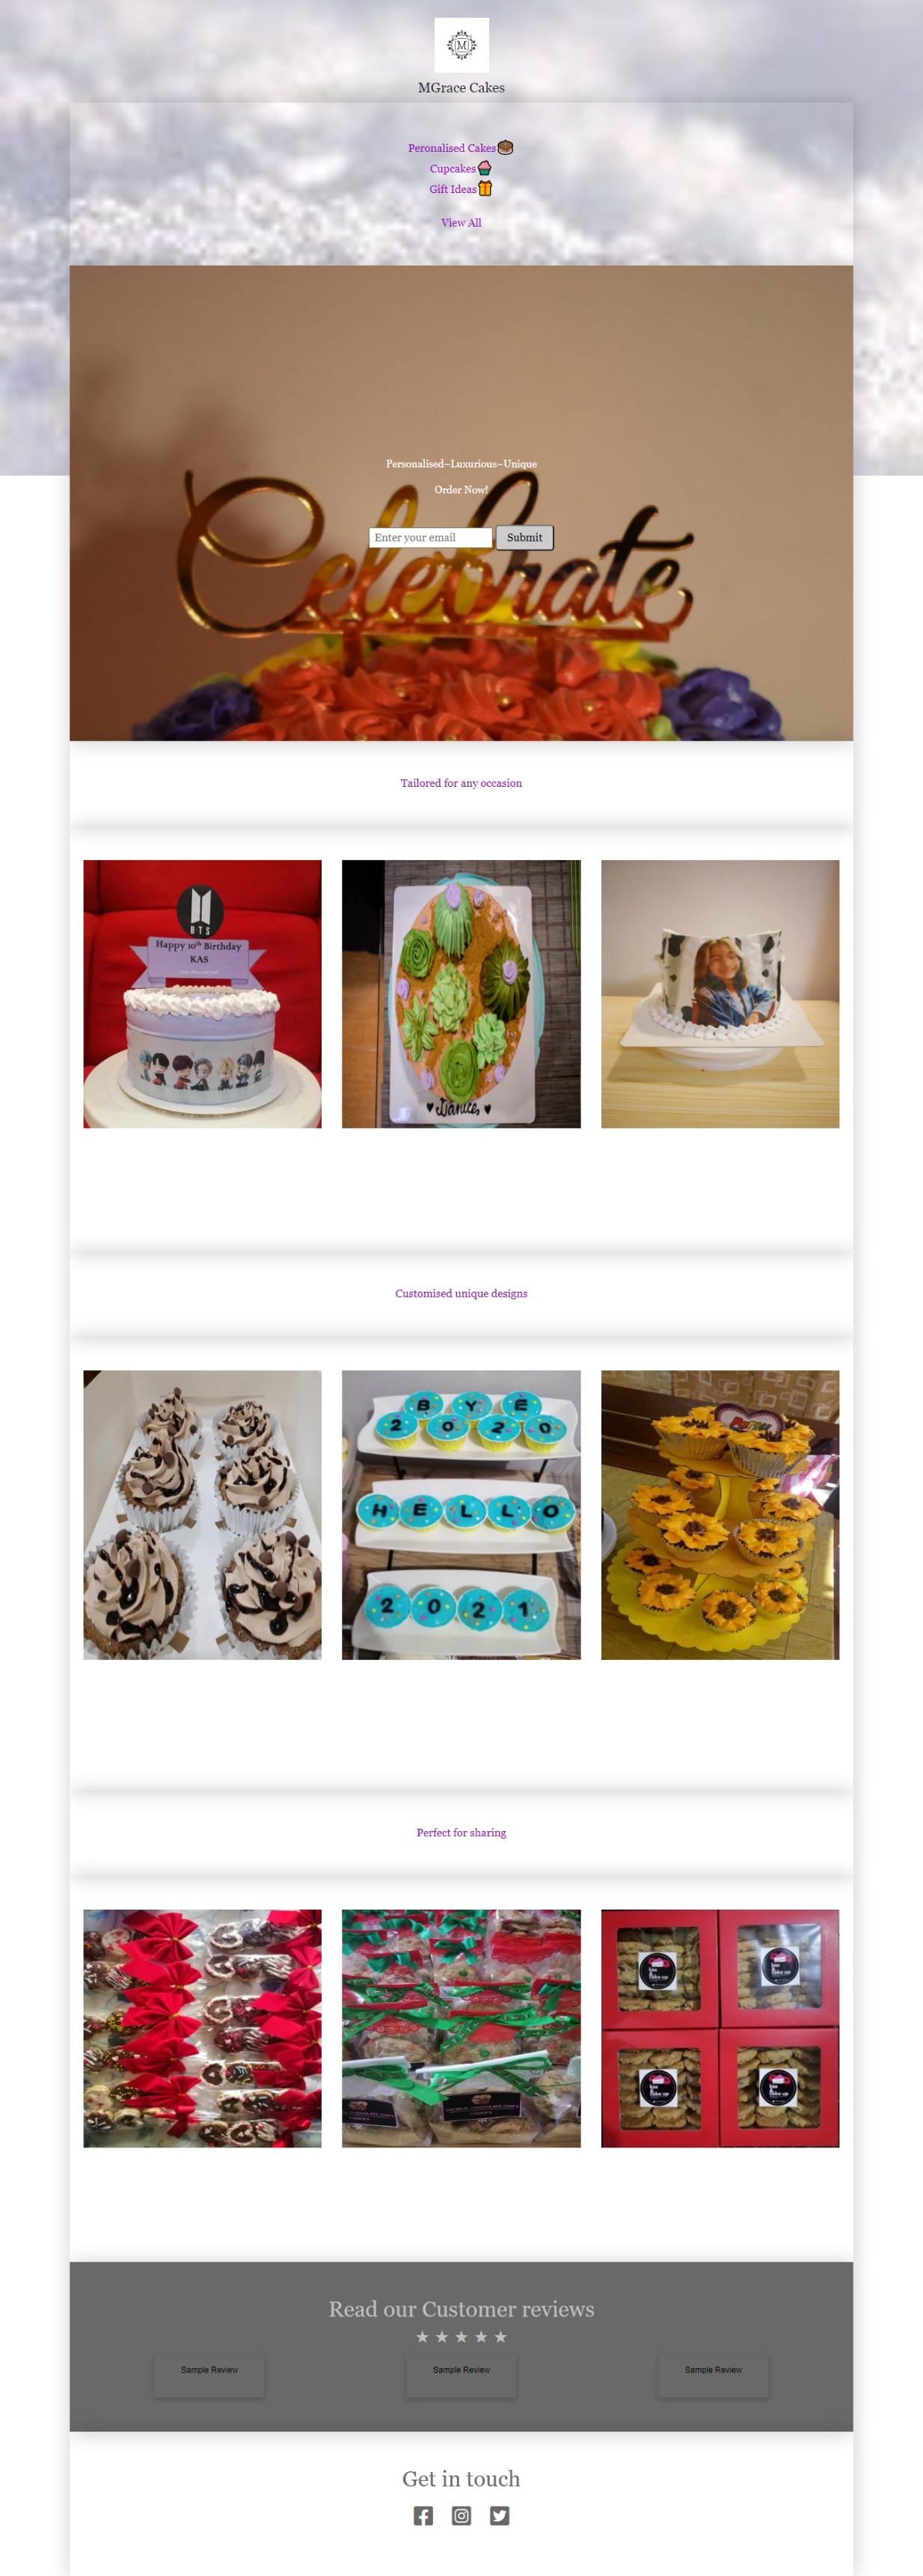 M
MGrace Cakes
Peronalised Cakes
Cupcakes
Gift Ideas
View All
Personalised~Luxurious~Unique
Order Now!
Celebrate
Enter your email
Submit
Tailored for any occasion
BTS
Happy 10th Birthday
KAS
Danice
Customised unique designs
BYE
2020
HELLO
2021
Perfect for sharing
Read our Customer reviews
★ ★ ★ ★ ★
Sample Review
Sample Review
Sample Review
Get in touch